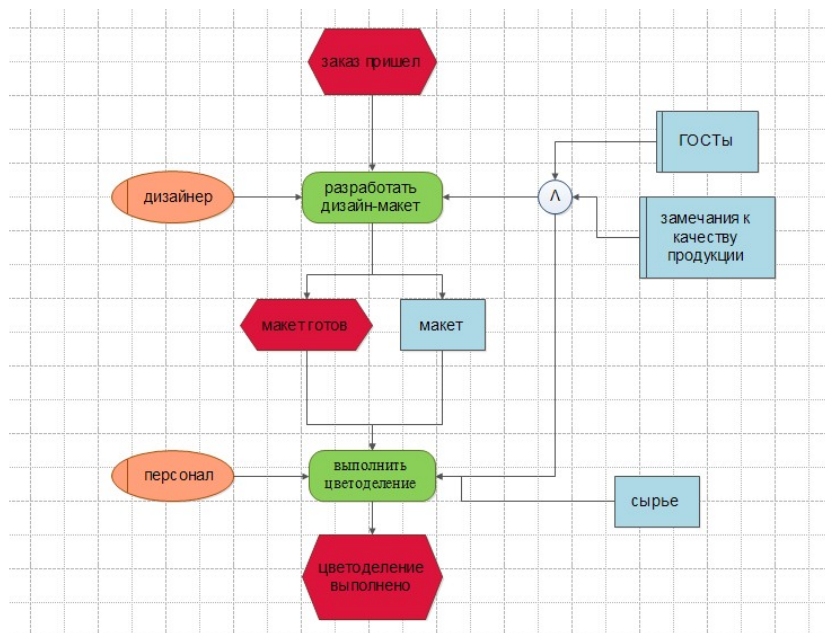 заказ пришел
ГОСТы
дизайнер
разработать
дизайн-макет
Λ
замечания к
качеству
продукции
макет готов
макет
персонал
выполнить
цветоделение
сырье
цветоделение
выполнено